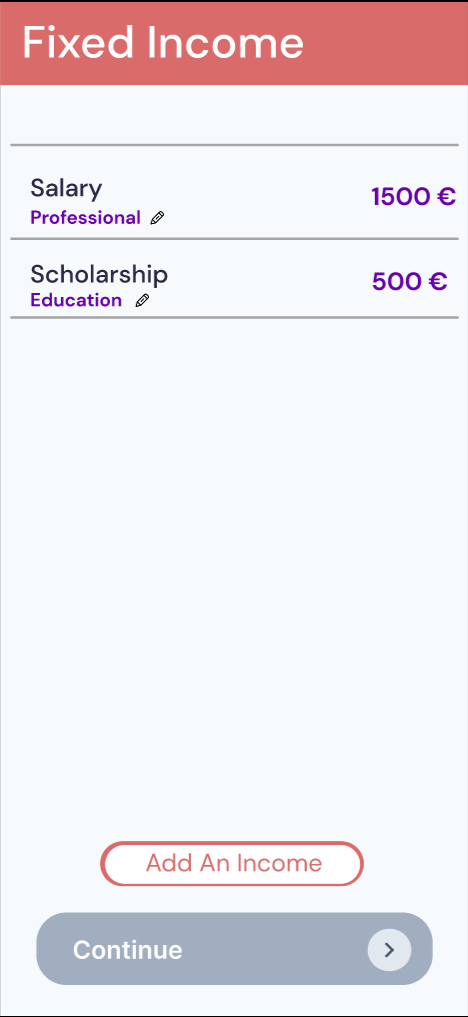 Fixed Income
Salary
1500 €
Professional
Scholarship
500 €
Education
Add An Income
Continue